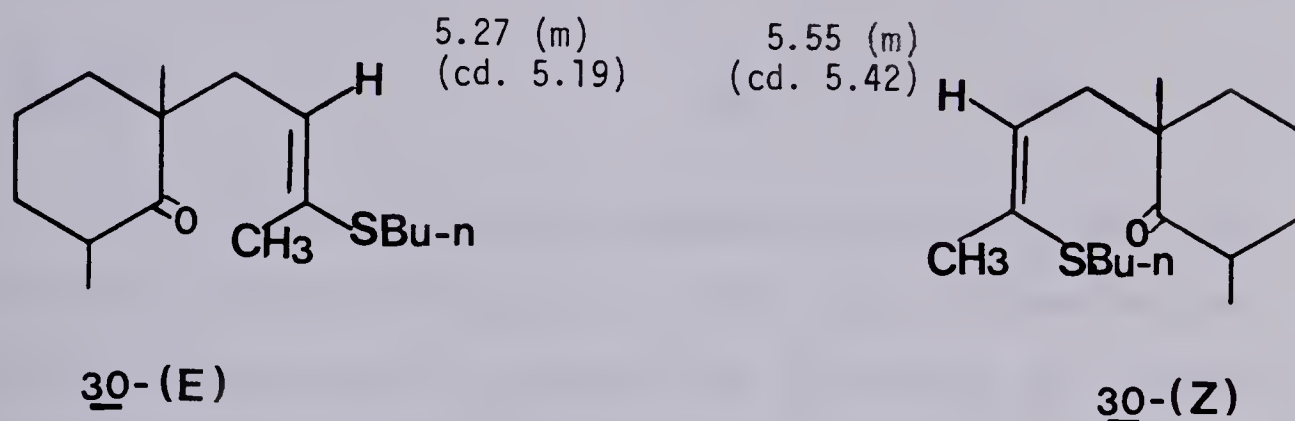 5.27 (m)
(cd. 5.19)
5.55 (m)
(cd. 5.42)
H
H
O
CH3
SBu-n
CH3
SBu-n
O
30-(E)
30-(Z)